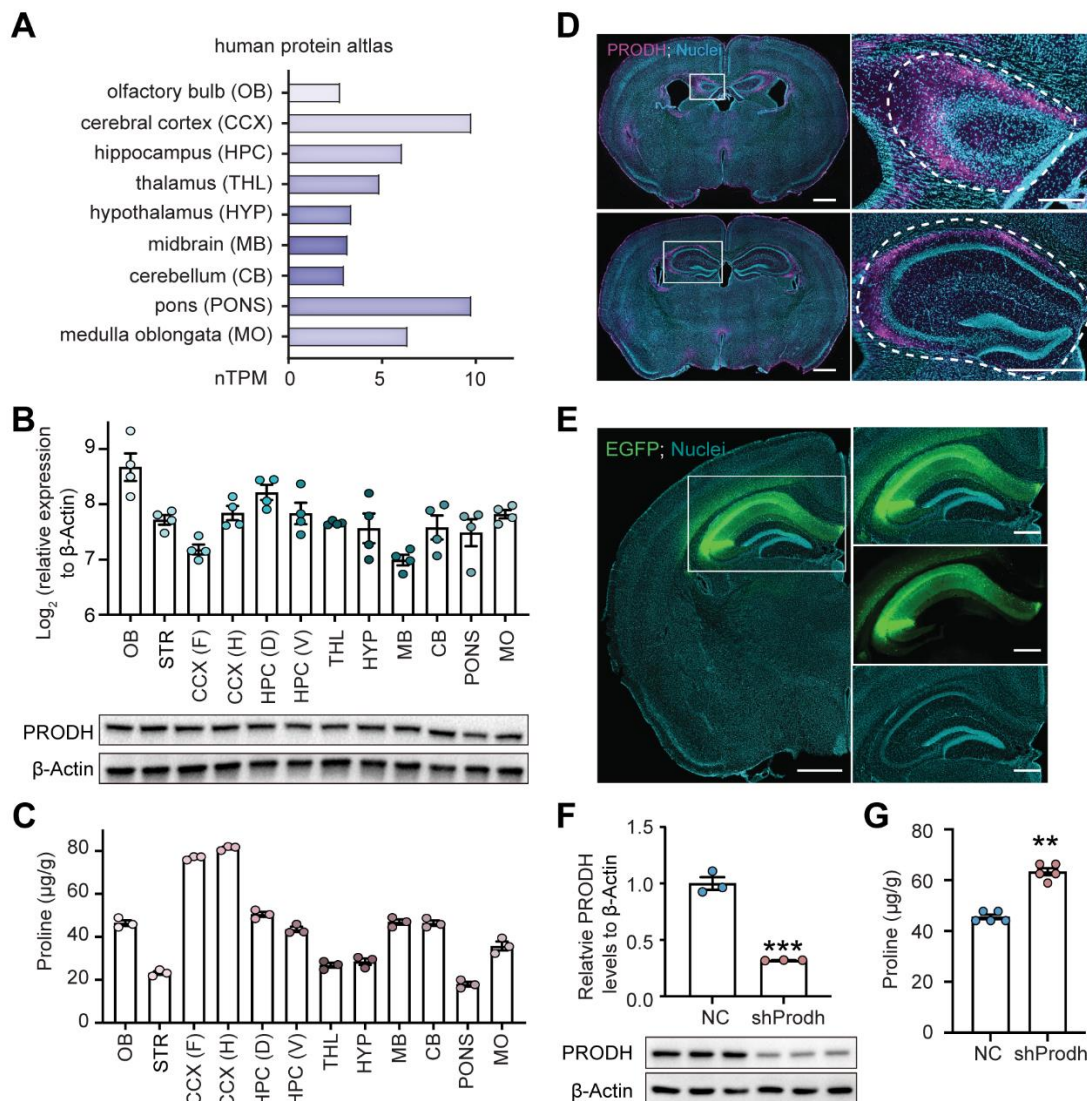 A
human protein altlas
olfactory bulb (OB)
cerebral cortex (CCX)
hippocampus (HPC)
thalamus (THL)
hypothalamus (HYP)
midbrain (MB)
cerebellum (CB)
pons (PONS)
medulla oblongata (MO)
nTPM 0 5 10
B
Log2 (relative expression
to β-Actin)
9
8
7
6
OB STR CCX (F) CCX (H) HPC (D) HPC (V) THL HYP MB CB PONS MO
PRODH
β-Actin
C
Proline (μg/g)
80
60
40
20
0
OB STR CCX (F) CCX (H) HPC (D) HPC (V) THL HYP MB CB PONS MO
D
PRODH; Nuclei
E
EGFP; Nuclei
F
Relatvie PRODH
levels to β-Actin
1.5
1.0
0.5
0.0
***
NC shProdh
PRODH
β-Actin
G
Proline (μg/g)
80
60
40
20
0
**
NC shProdh